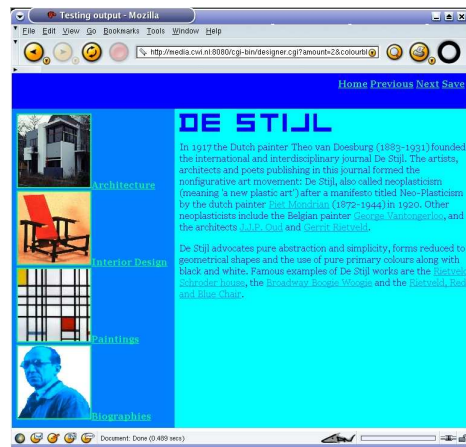 Testing output - Mozilla
File Edit View Go Bookmarks Tools Window Help
http://media.cwi.nl:8080/cgi-bin/designer.cgi?amount=2&colourbl
Home Previous Next Save
DE STIJL
In 1917 the Dutch painter Theo van Doesburg (1883-1931) founded
the international and interdisciplinary journal De Stijl. The artists,
architects and poets publishing in this journal formed the
nonfigurative art movement: De Stijl, also called neoplasticism
(meaning 'a new plastic art') after a manifesto titled Neo-Plasticism
by the dutch painter Piet Mondrian (1872-1944) in 1920. Other
neoplasticists include the Belgian painter George Vantongerloo, and
the architects J.J.P. Oud and Gerrit Rietveld.
De Stijl advocates pure abstraction and simplicity, forms reduced to
geometrical shapes and the use of pure primary colours along with
black and white. Famous examples of De Stijl works are the Rietveld
Schroder house, the Broadway Boogie Woogie and the Rietveld, Red
and Blue Chair.
Architecture
Interior Design
Paintings
Biographies
Document: Done (0.489 secs)